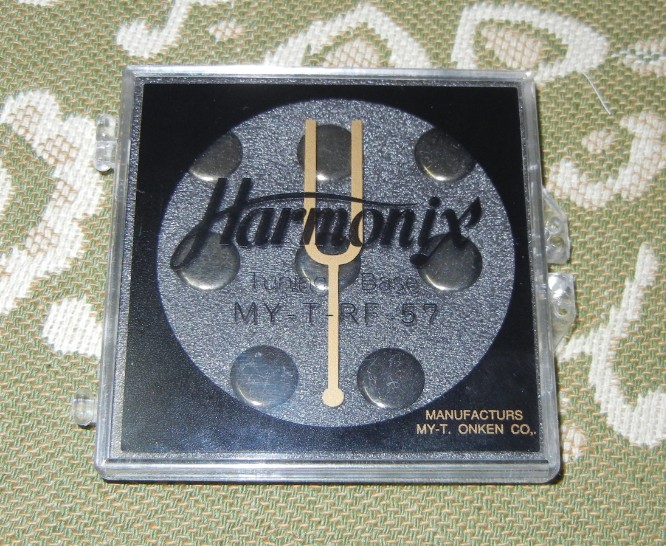 Harmonix
Tuning Base
MY-T-RF 57
MANUFACTURS
MY-T. ONKEN CO,.